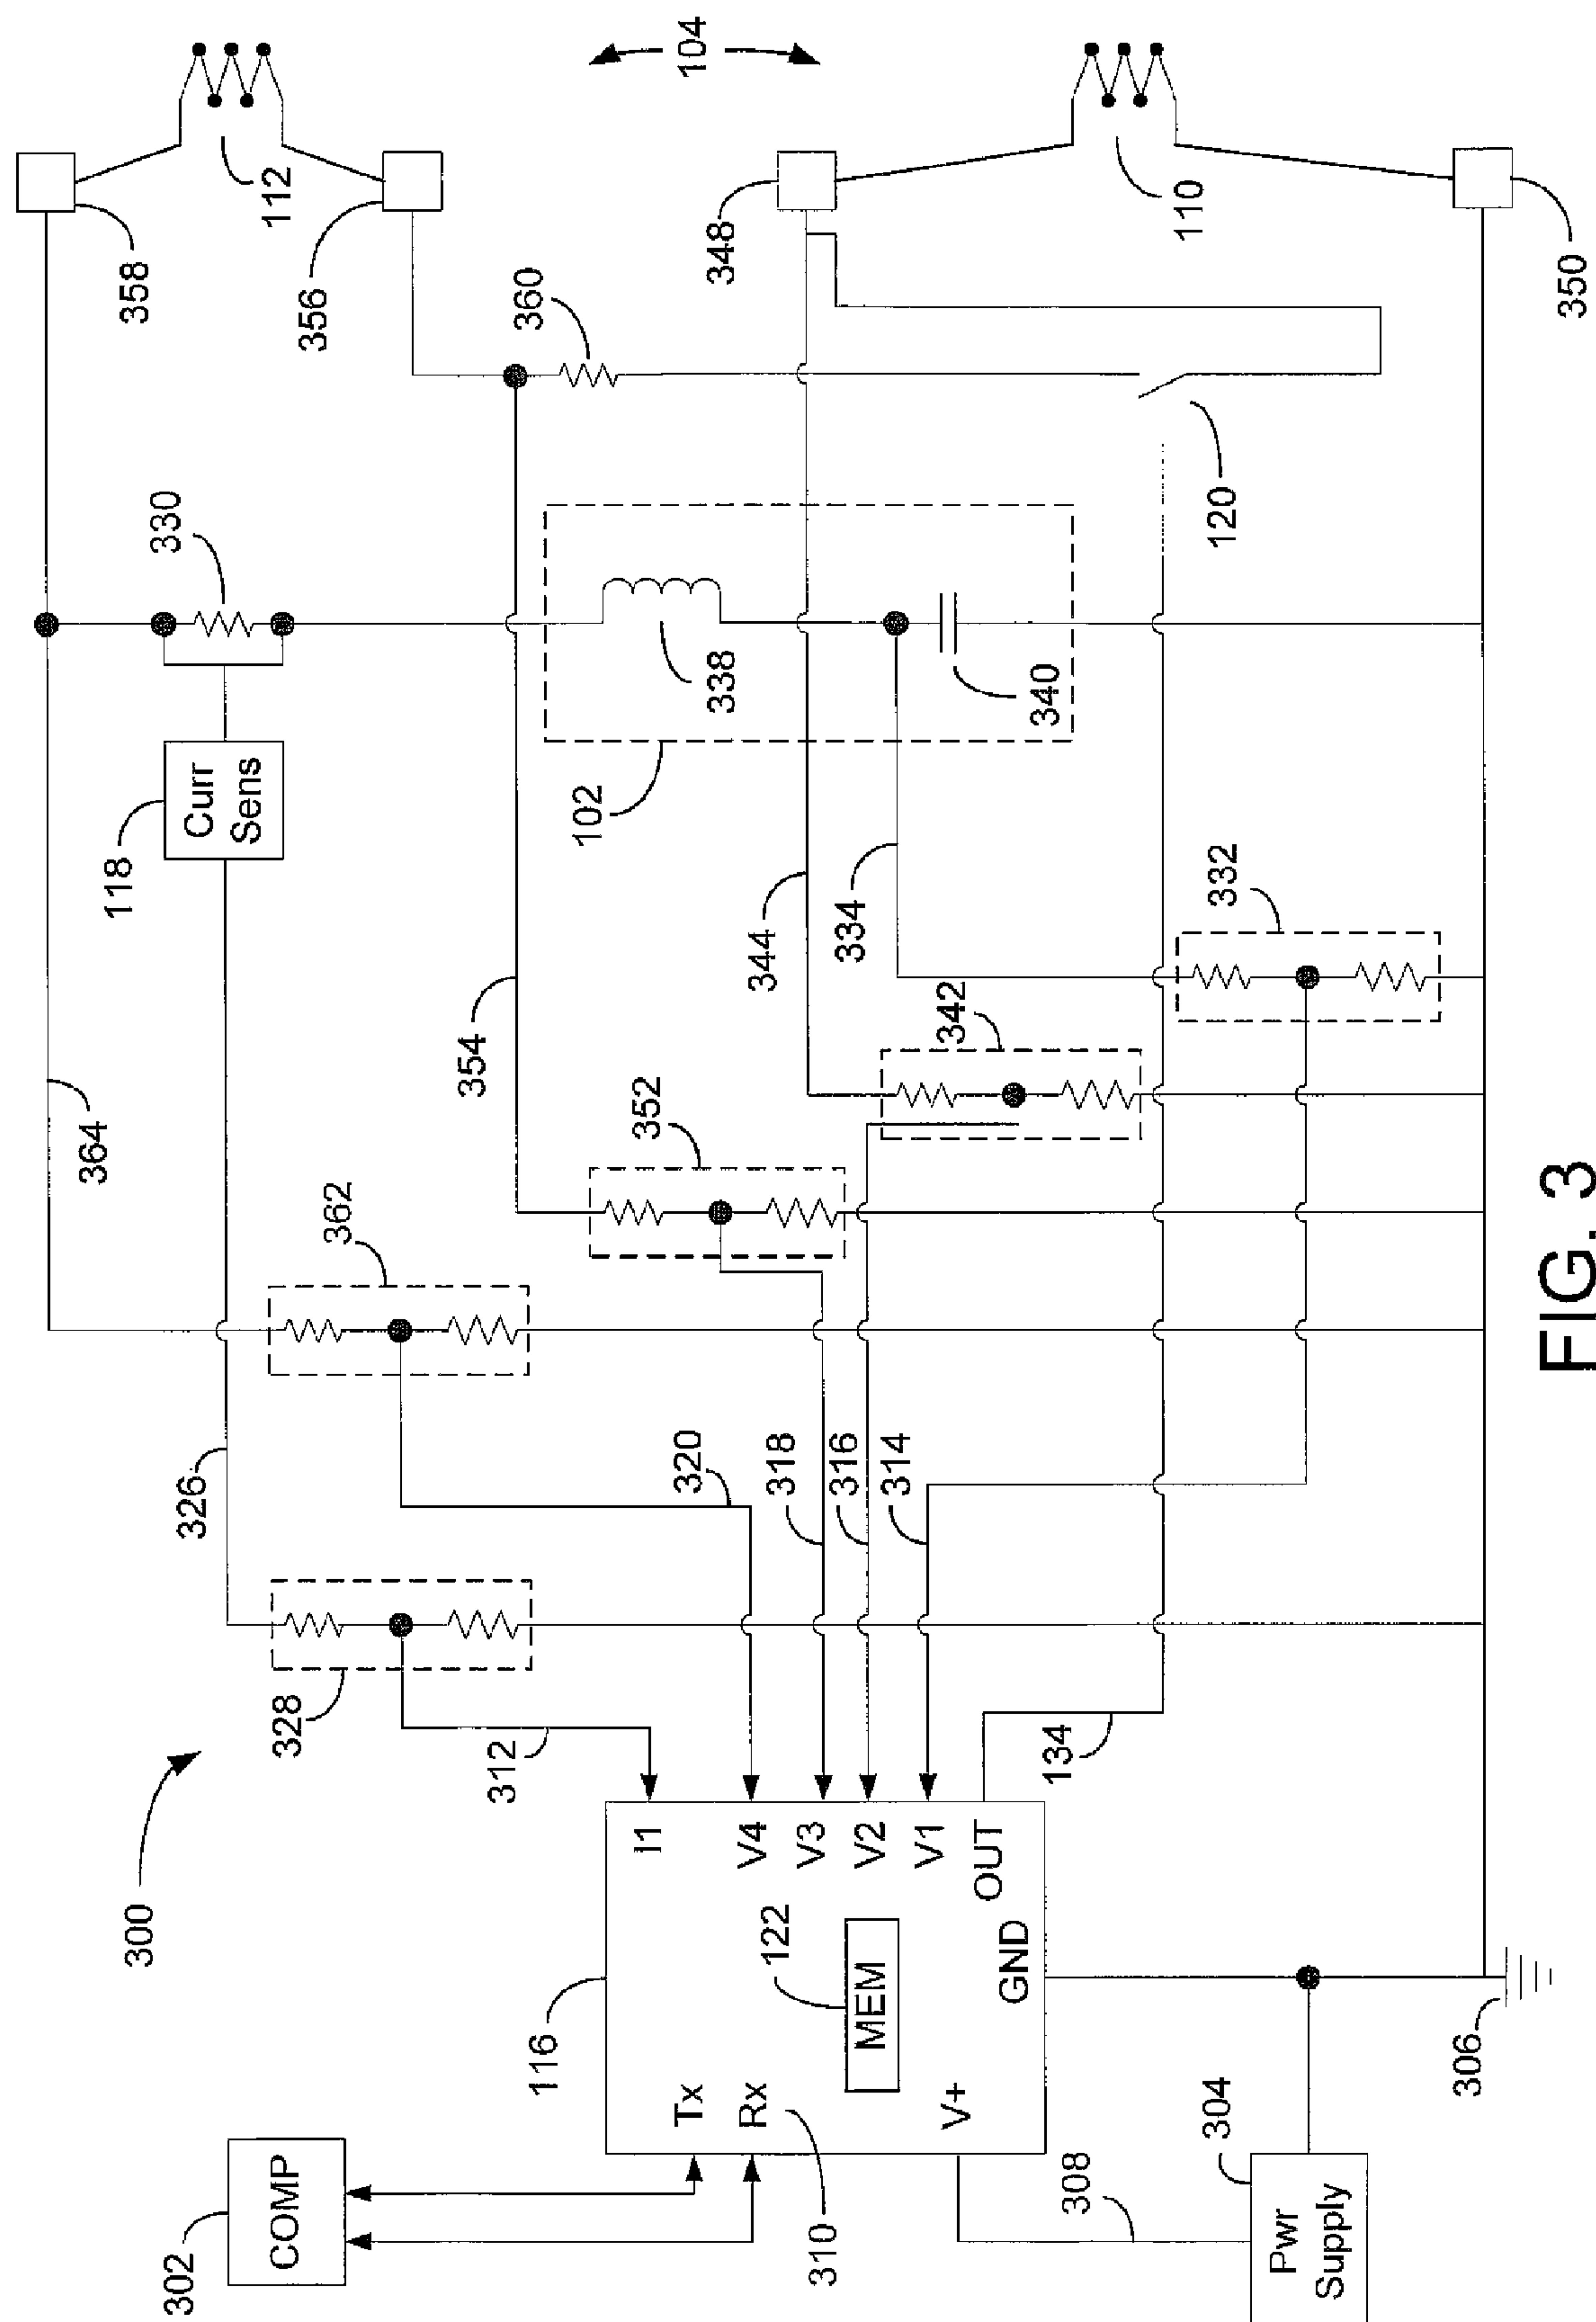 300
302
COMP
116
Tx
Rx
310
MEM
122
V+
GND
OUT
I1
V4
V3
V2
V1
308
Pwr
Supply
304
306
134
312
328
326
320
318
316
314
362
364
352
354
342
344
334
332
118
Curr
Sens
330
102
338
340
360
120
358
356
112
348
350
110
104
FIG. 3